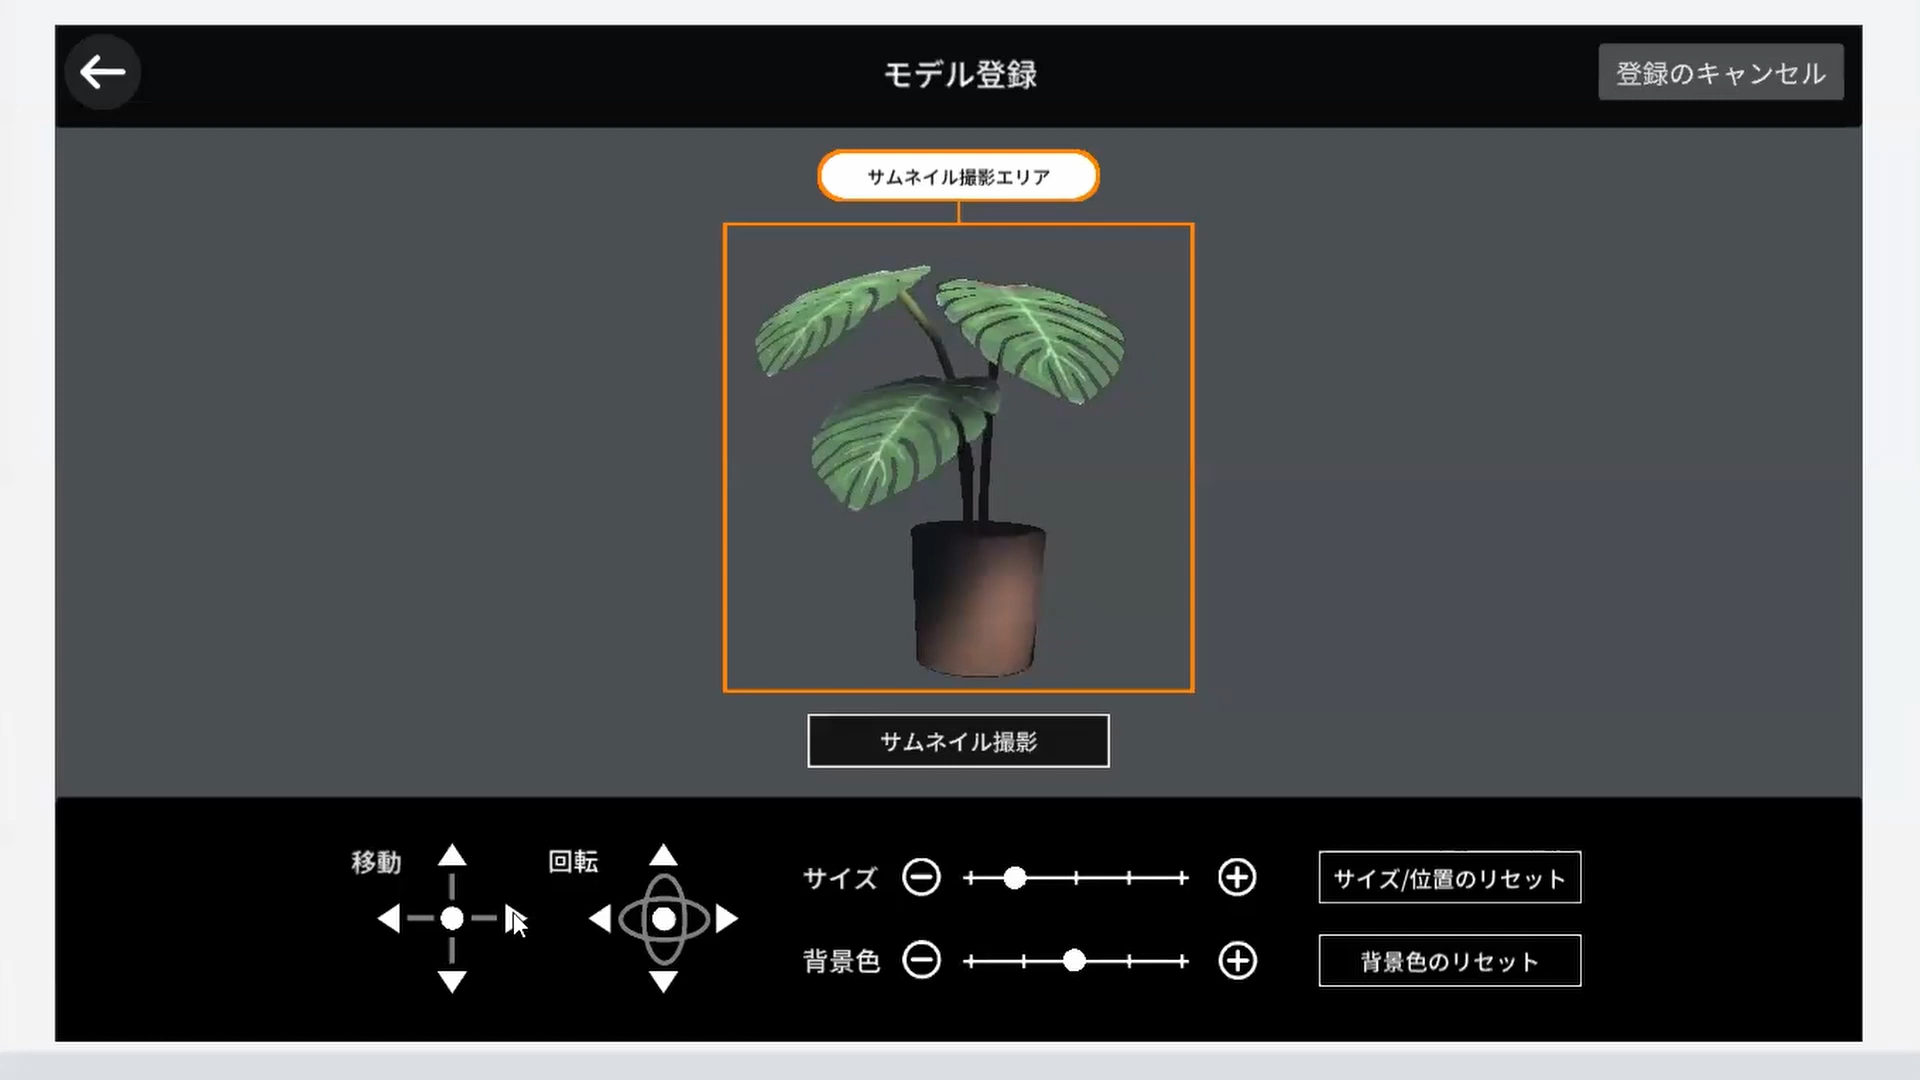 モデル登録
登録のキャンセル
サムネイル撮影エリア
サムネイル撮影
移動
回転
サイズ
サイズ/位置のリセット
背景色
背景色のリセット